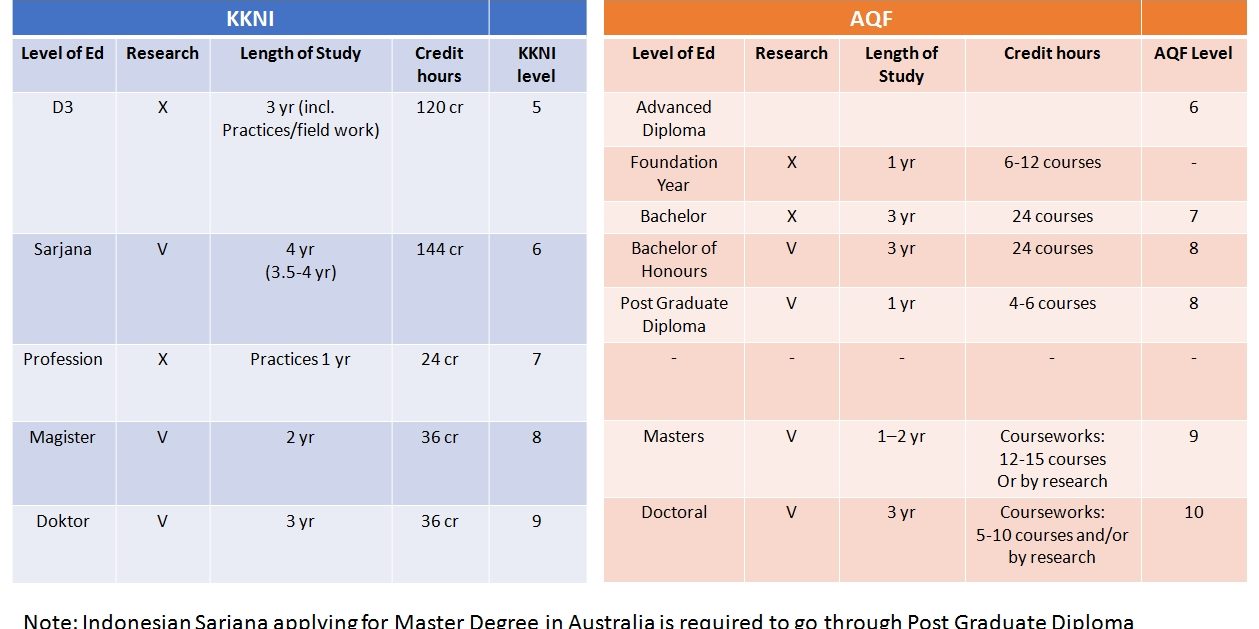 KKNI
Level of Ed Research Length of Study Credit hours KKNI level
D3 X 3 yr (incl. Practices/field work) 120 cr 5
Sarjana V 4 yr (3.5-4 yr) 144 cr 6
Profession X Practices 1 yr 24 cr 7
Magister V 2 yr 36 cr 8
Doktor V 3 yr 36 cr 9
AQF
Level of Ed Research Length of Study Credit hours AQF Level
Advanced Diploma 6
Foundation Year X 1 yr 6-12 courses -
Bachelor X 3 yr 24 courses 7
Bachelor of Honours V 3 yr 24 courses 8
Post Graduate Diploma V 1 yr 4-6 courses 8
- - - - -
Masters V 1–2 yr Courseworks: 12-15 courses Or by research 9
Doctoral V 3 yr Courseworks: 5-10 courses and/or by research 10
Note: Indonesian Sarjana applying for Master Degree in Australia is required to go through Post Graduate Diploma